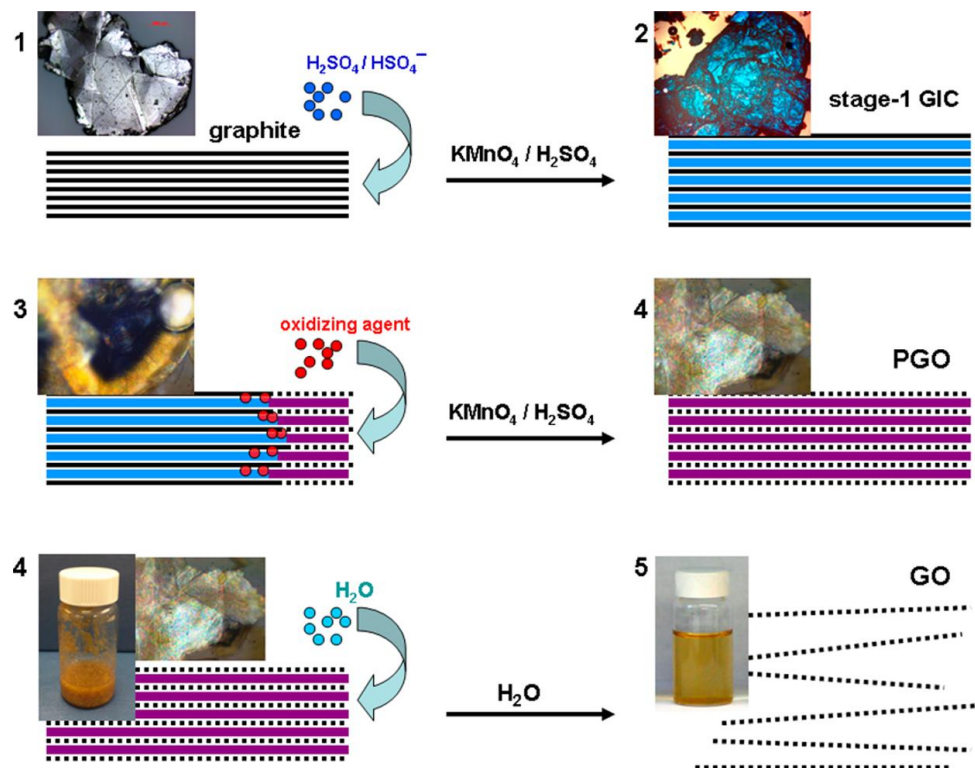 1
H₂SO₄ / HSO₄⁻
graphite
KMnO₄ / H₂SO₄
2
stage-1 GIC
3
oxidizing agent
KMnO₄ / H₂SO₄
4
PGO
4
H₂O
H₂O
5
GO